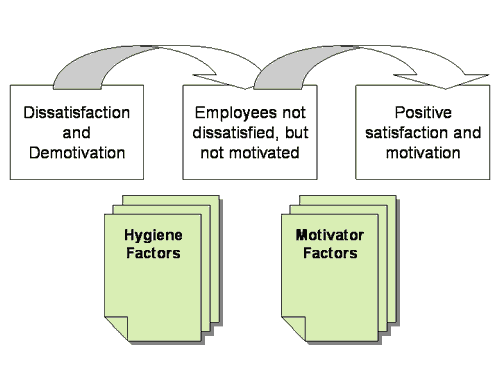 Dissatisfaction
and
Demotivation
Employees not
dissatisfied, but
not motivated
Positive
satisfaction and
motivation
Hygiene
Factors
Motivator
Factors